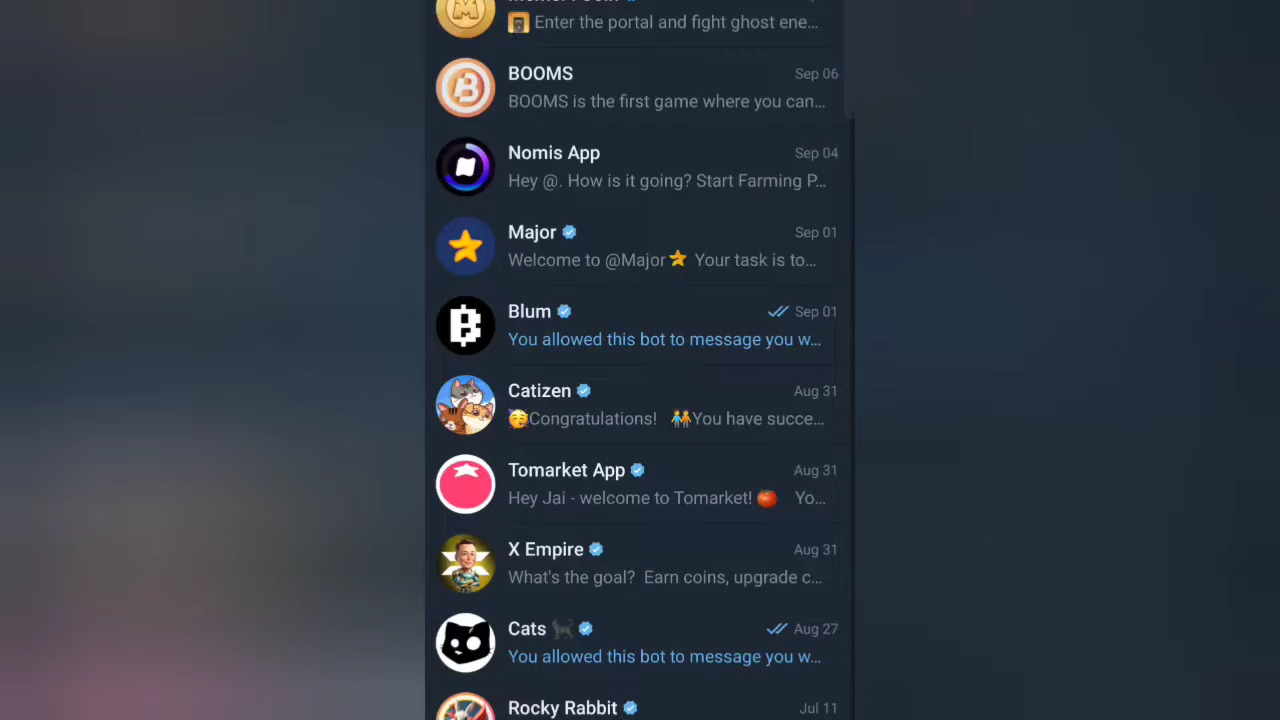 Enter the portal and fight ghost ene...
BOOMS
Sep 06
BOOMS is the first game where you can...
Nomis App
Sep 04
Hey @. How is it going? Start Farming P...
Major
Sep 01
Welcome to @Major⭐ Your task is to...
Blum
Sep 01
You allowed this bot to message you w...
Catizen
Aug 31
🥳Congratulations! 🧑‍🤝‍🧑You have succe...
Tomarket App
Aug 31
Hey Jai - welcome to Tomarket! 🍅 Yo...
X Empire
Aug 31
What's the goal? Earn coins, upgrade c...
Cats 🐈‍⬛
Aug 27
You allowed this bot to message you w...
Rocky Rabbit
Jul 11